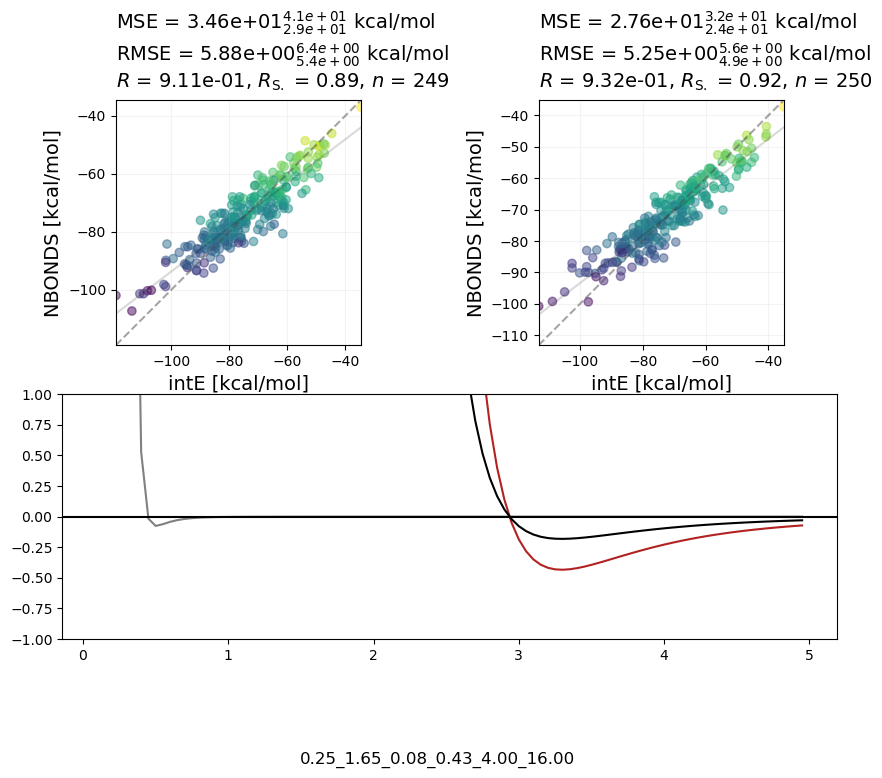 MSE = 3.46e+01^{4.1e+01}_{2.9e+01} kcal/mol
RMSE = 5.88e+00^{6.4e+00}_{5.4e+00} kcal/mol
R = 9.11e-01, R_{S.} = 0.89, n = 249
NBONDS [kcal/mol]
−40
−60
−80
−100
−100 −80 −60 −40
intE [kcal/mol]
MSE = 2.76e+01^{3.2e+01}_{2.4e+01} kcal/mol
RMSE = 5.25e+00^{5.6e+00}_{4.9e+00} kcal/mol
R = 9.32e-01, R_{S.} = 0.92, n = 250
NBONDS [kcal/mol]
−40
−50
−60
−70
−80
−90
−100
−110
−100 −80 −60 −40
intE [kcal/mol]
1.00
0.75
0.50
0.25
0.00
−0.25
−0.50
−0.75
−1.00
0 1 2 3 4 5
0.25_1.65_0.08_0.43_4.00_16.00